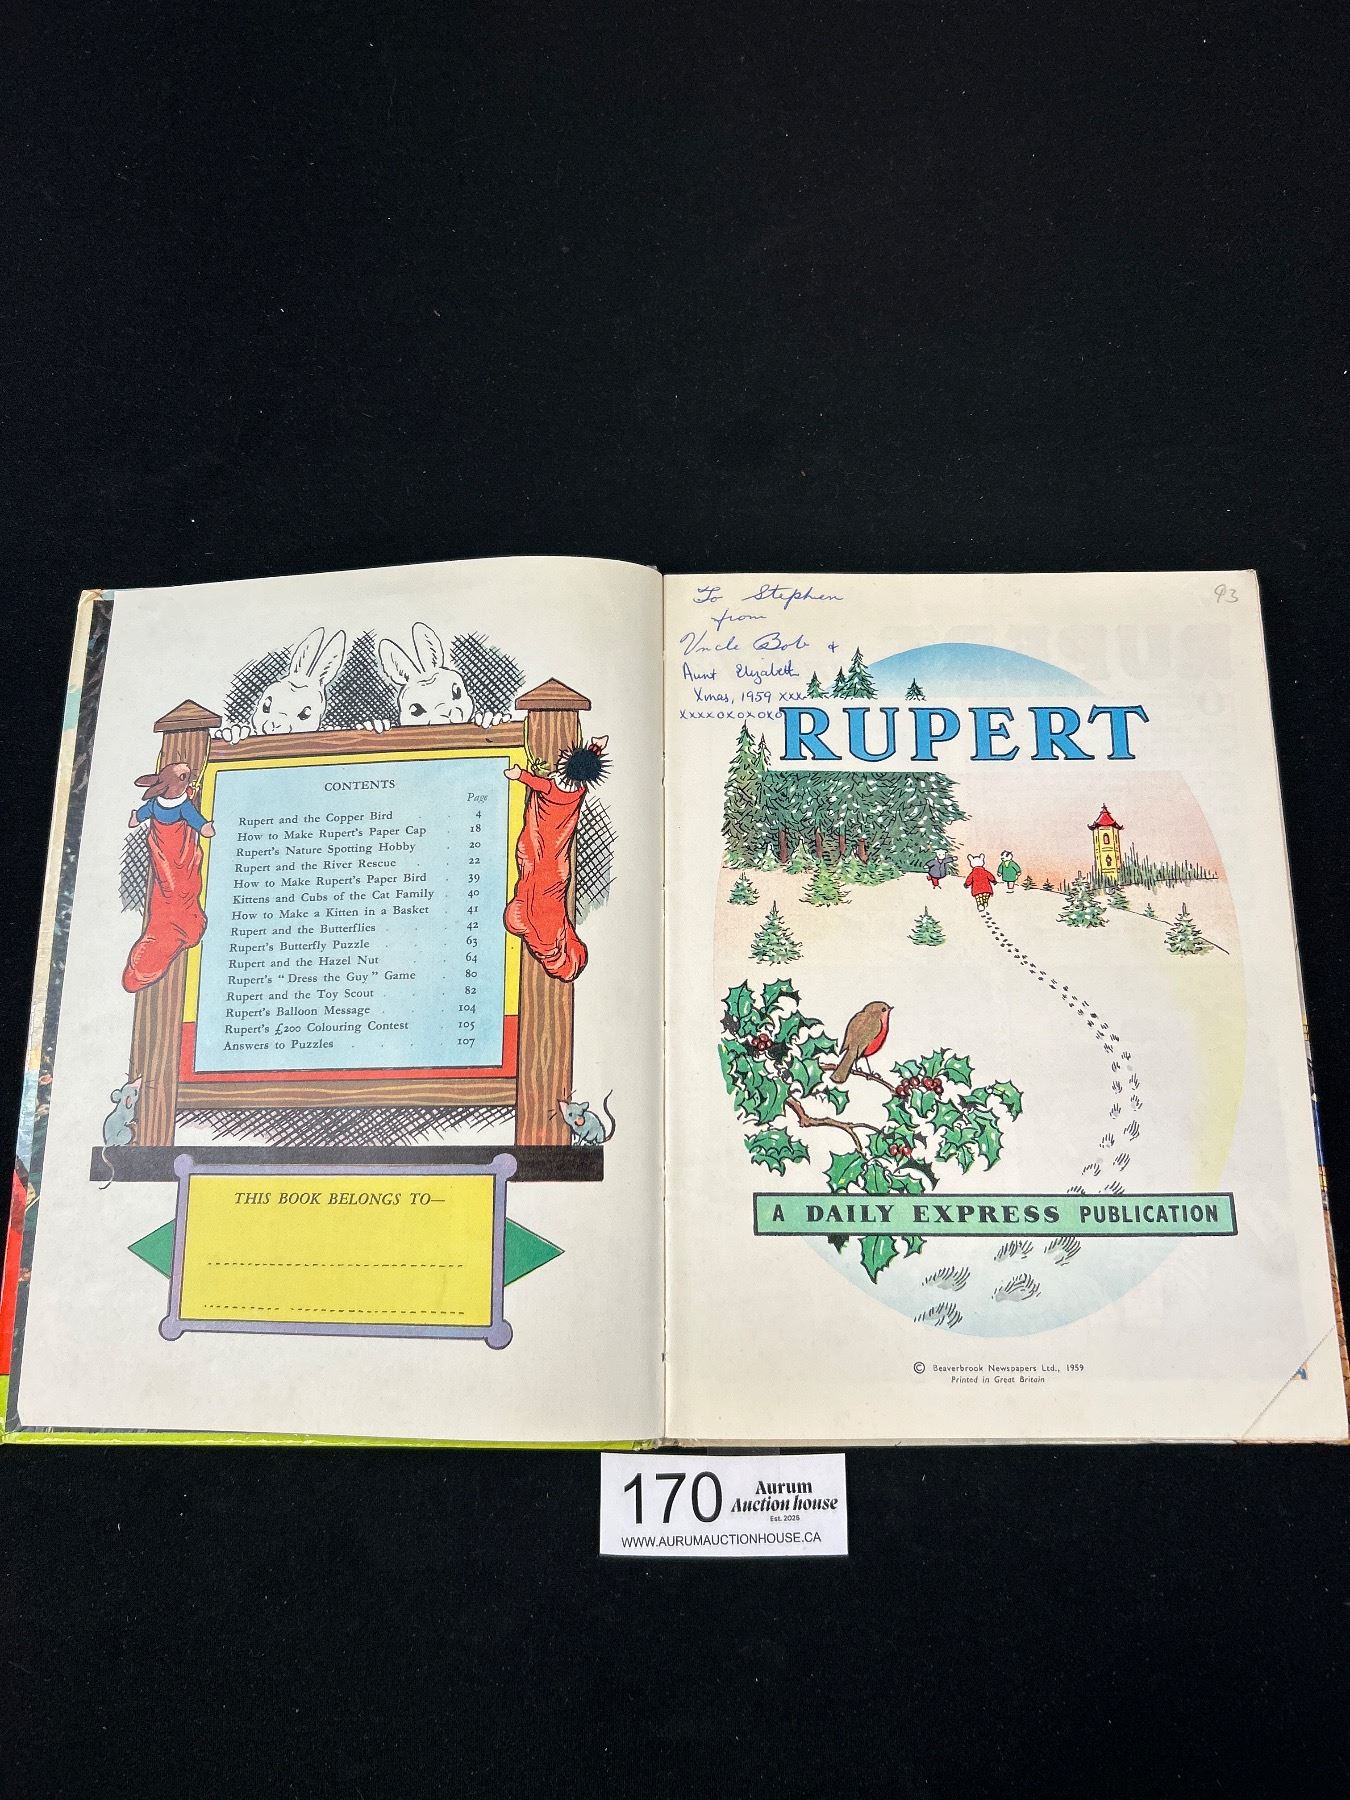 CONTENTS
Page
Rupert and the Copper Bird . . 4
How to Make Rupert's Paper Cap . 18
Rupert's Nature Spotting Hobby . 20
Rupert and the River Rescue . . 22
How to Make Rupert's Paper Bird . 39
Kittens and Cubs of the Cat Family . 40
How to Make a Kitten in a Basket . 41
Rupert and the Butterflies . . . 42
Rupert's Butterfly Puzzle . . . 63
Rupert and the Hazel Nut . . . 64
Rupert's "Dress the Guy" Game . . 80
Rupert and the Toy Scout . . . 82
Rupert's Balloon Message . . . 104
Rupert's £200 Colouring Contest . . 105
Answers to Puzzles . . . . 107
THIS BOOK BELONGS TO—
To Stephen
from
Uncle Bob &
Aunt Elizabeth
Xmas, 1959 xxx
xxxxoxoxoxo
93
RUPERT
A DAILY EXPRESS PUBLICATION
© Beaverbrook Newspapers Ltd., 1959
Printed in Great Britain
170
Aurum
Auction house
Est. 2025
WWW.AURUMAUCTIONHOUSE.CA